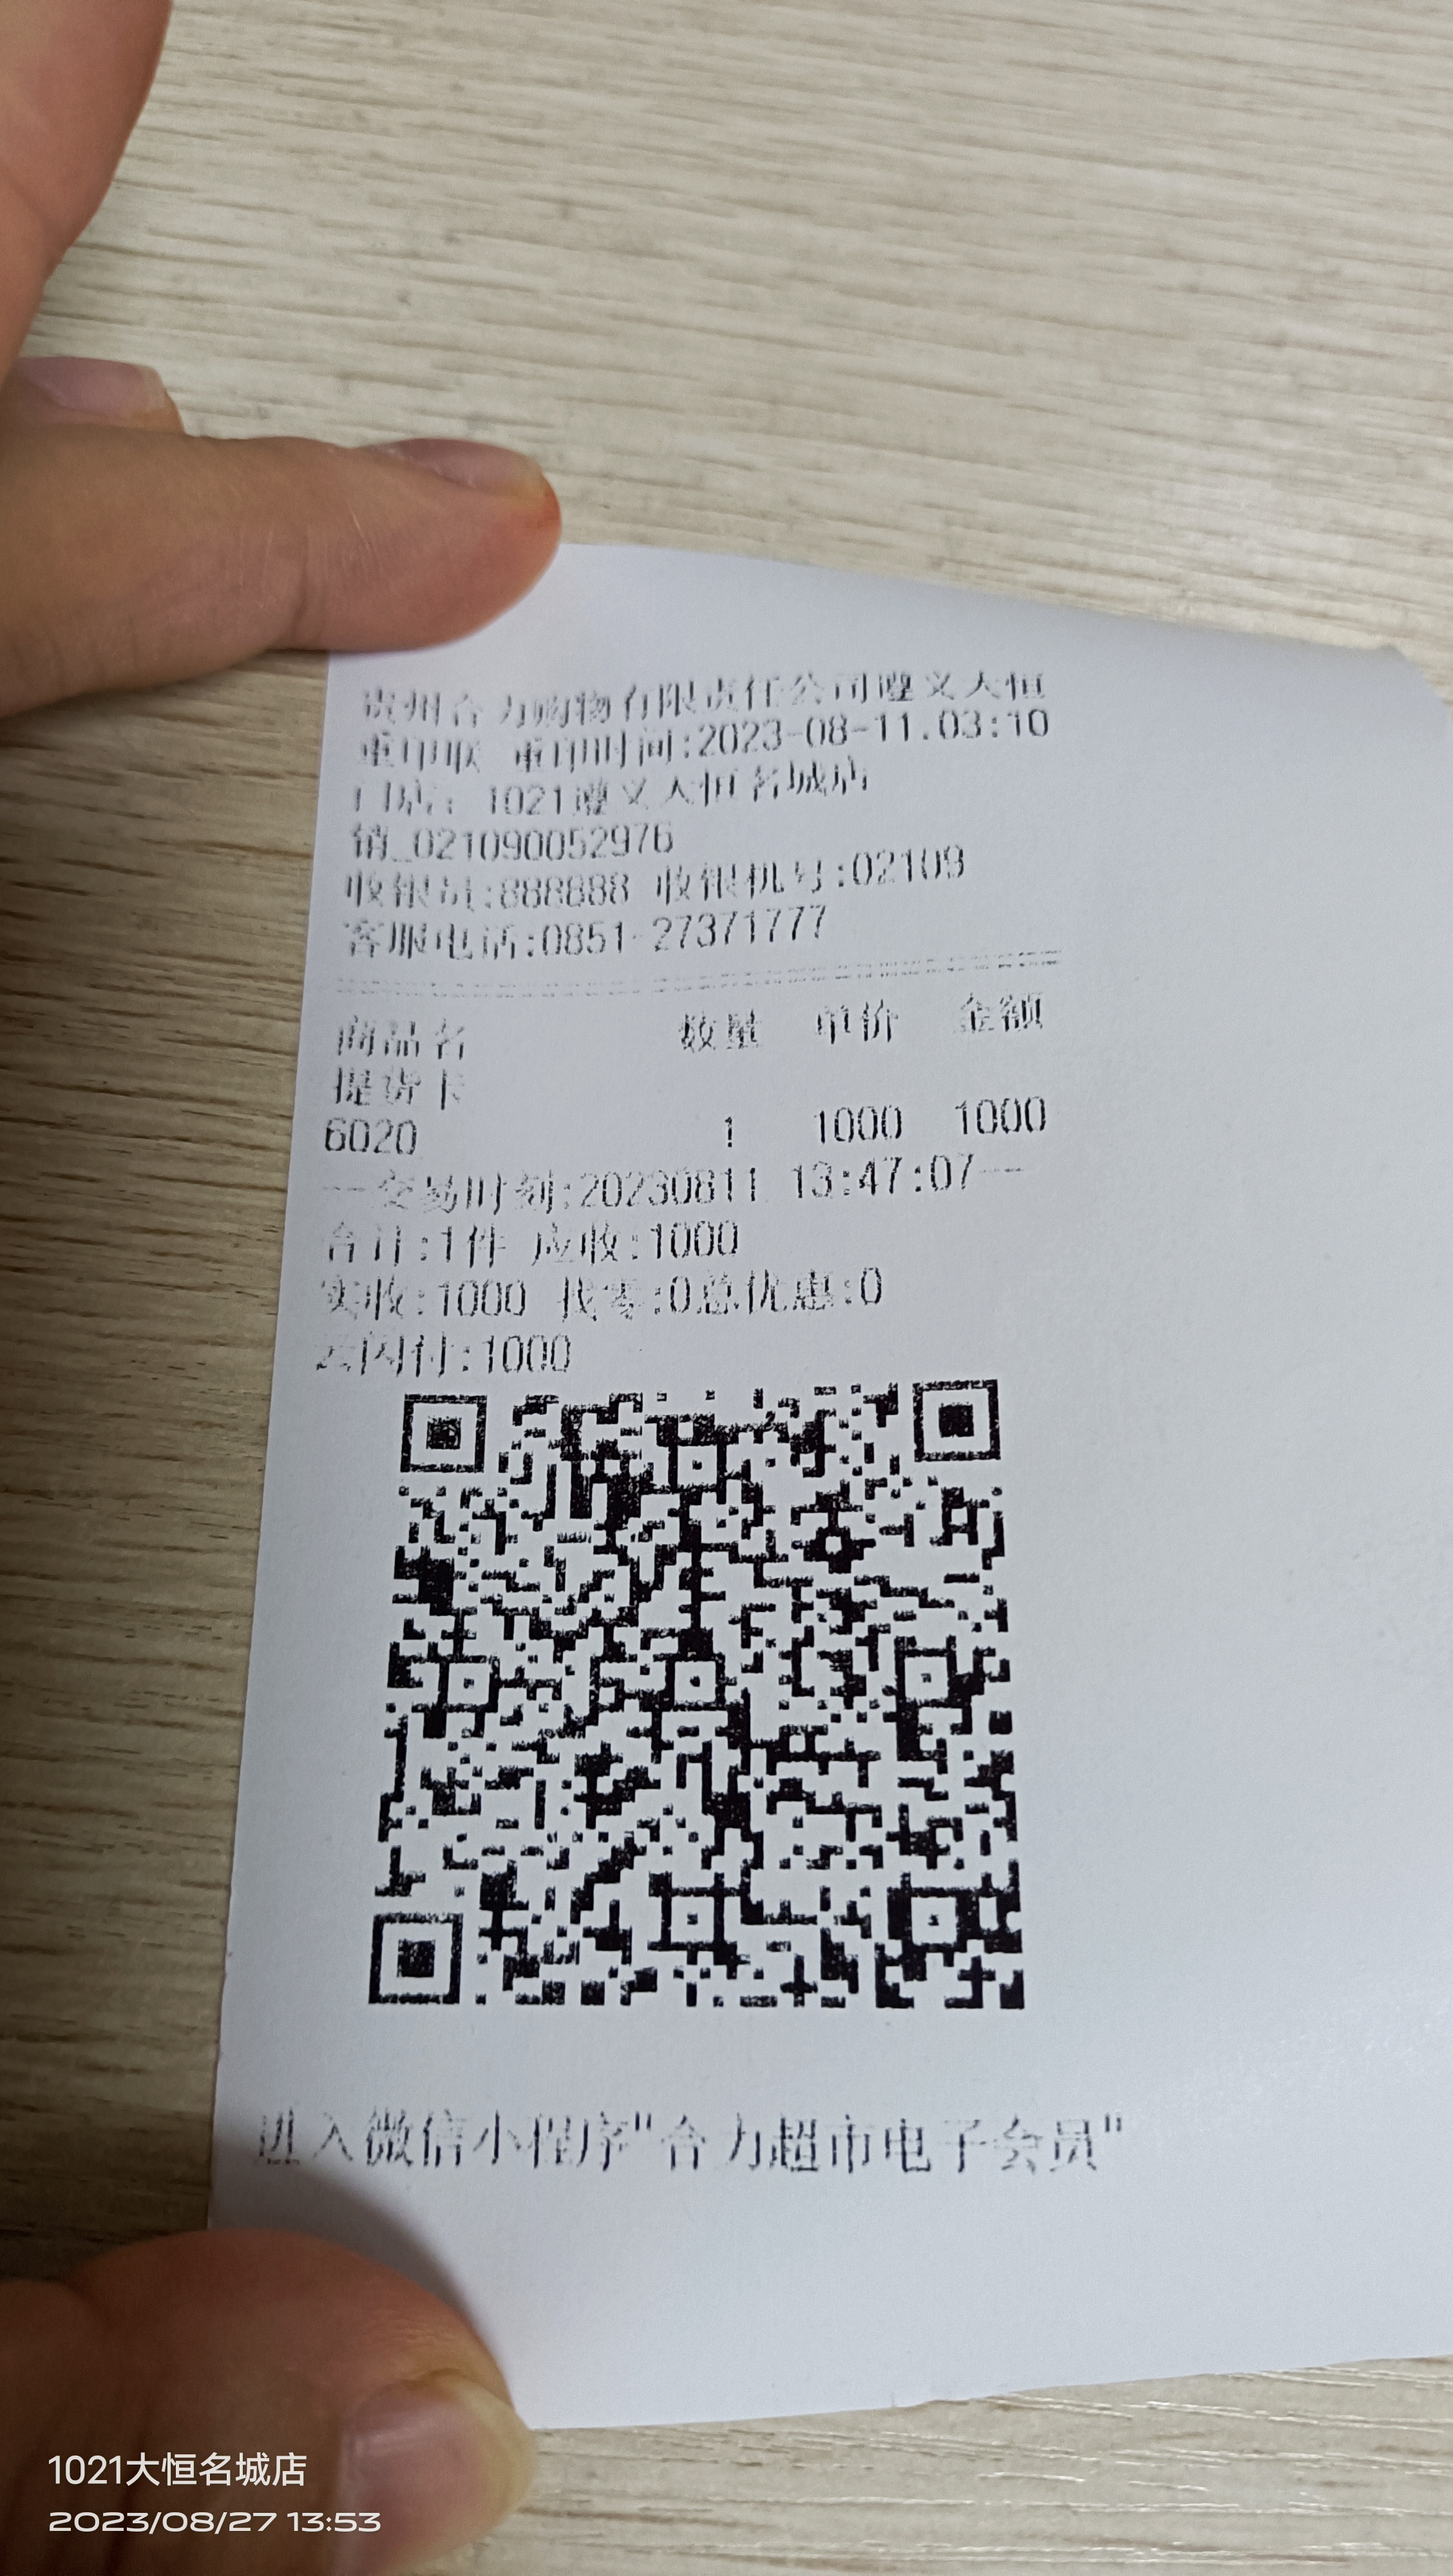 贵州合力购物有限责任公司遵义大恒
重印联 重印时间:2023-08-11.03:10
门店: 1021遵义大恒名城店
销_021090052976
收银员:888888 收银机号:02109
客服电话:0851-27371777
商品名 数量 单价 金额
提货卡
6020 1 1000 1000
--交易时刻:20230811 13:47:07--
合计:1件 应收:1000
实收:1000 找零:0总优惠:0
云闪付:1000
进入微信小程序"合力超市电子会员"
1021大恒名城店
2023/08/27 13:53